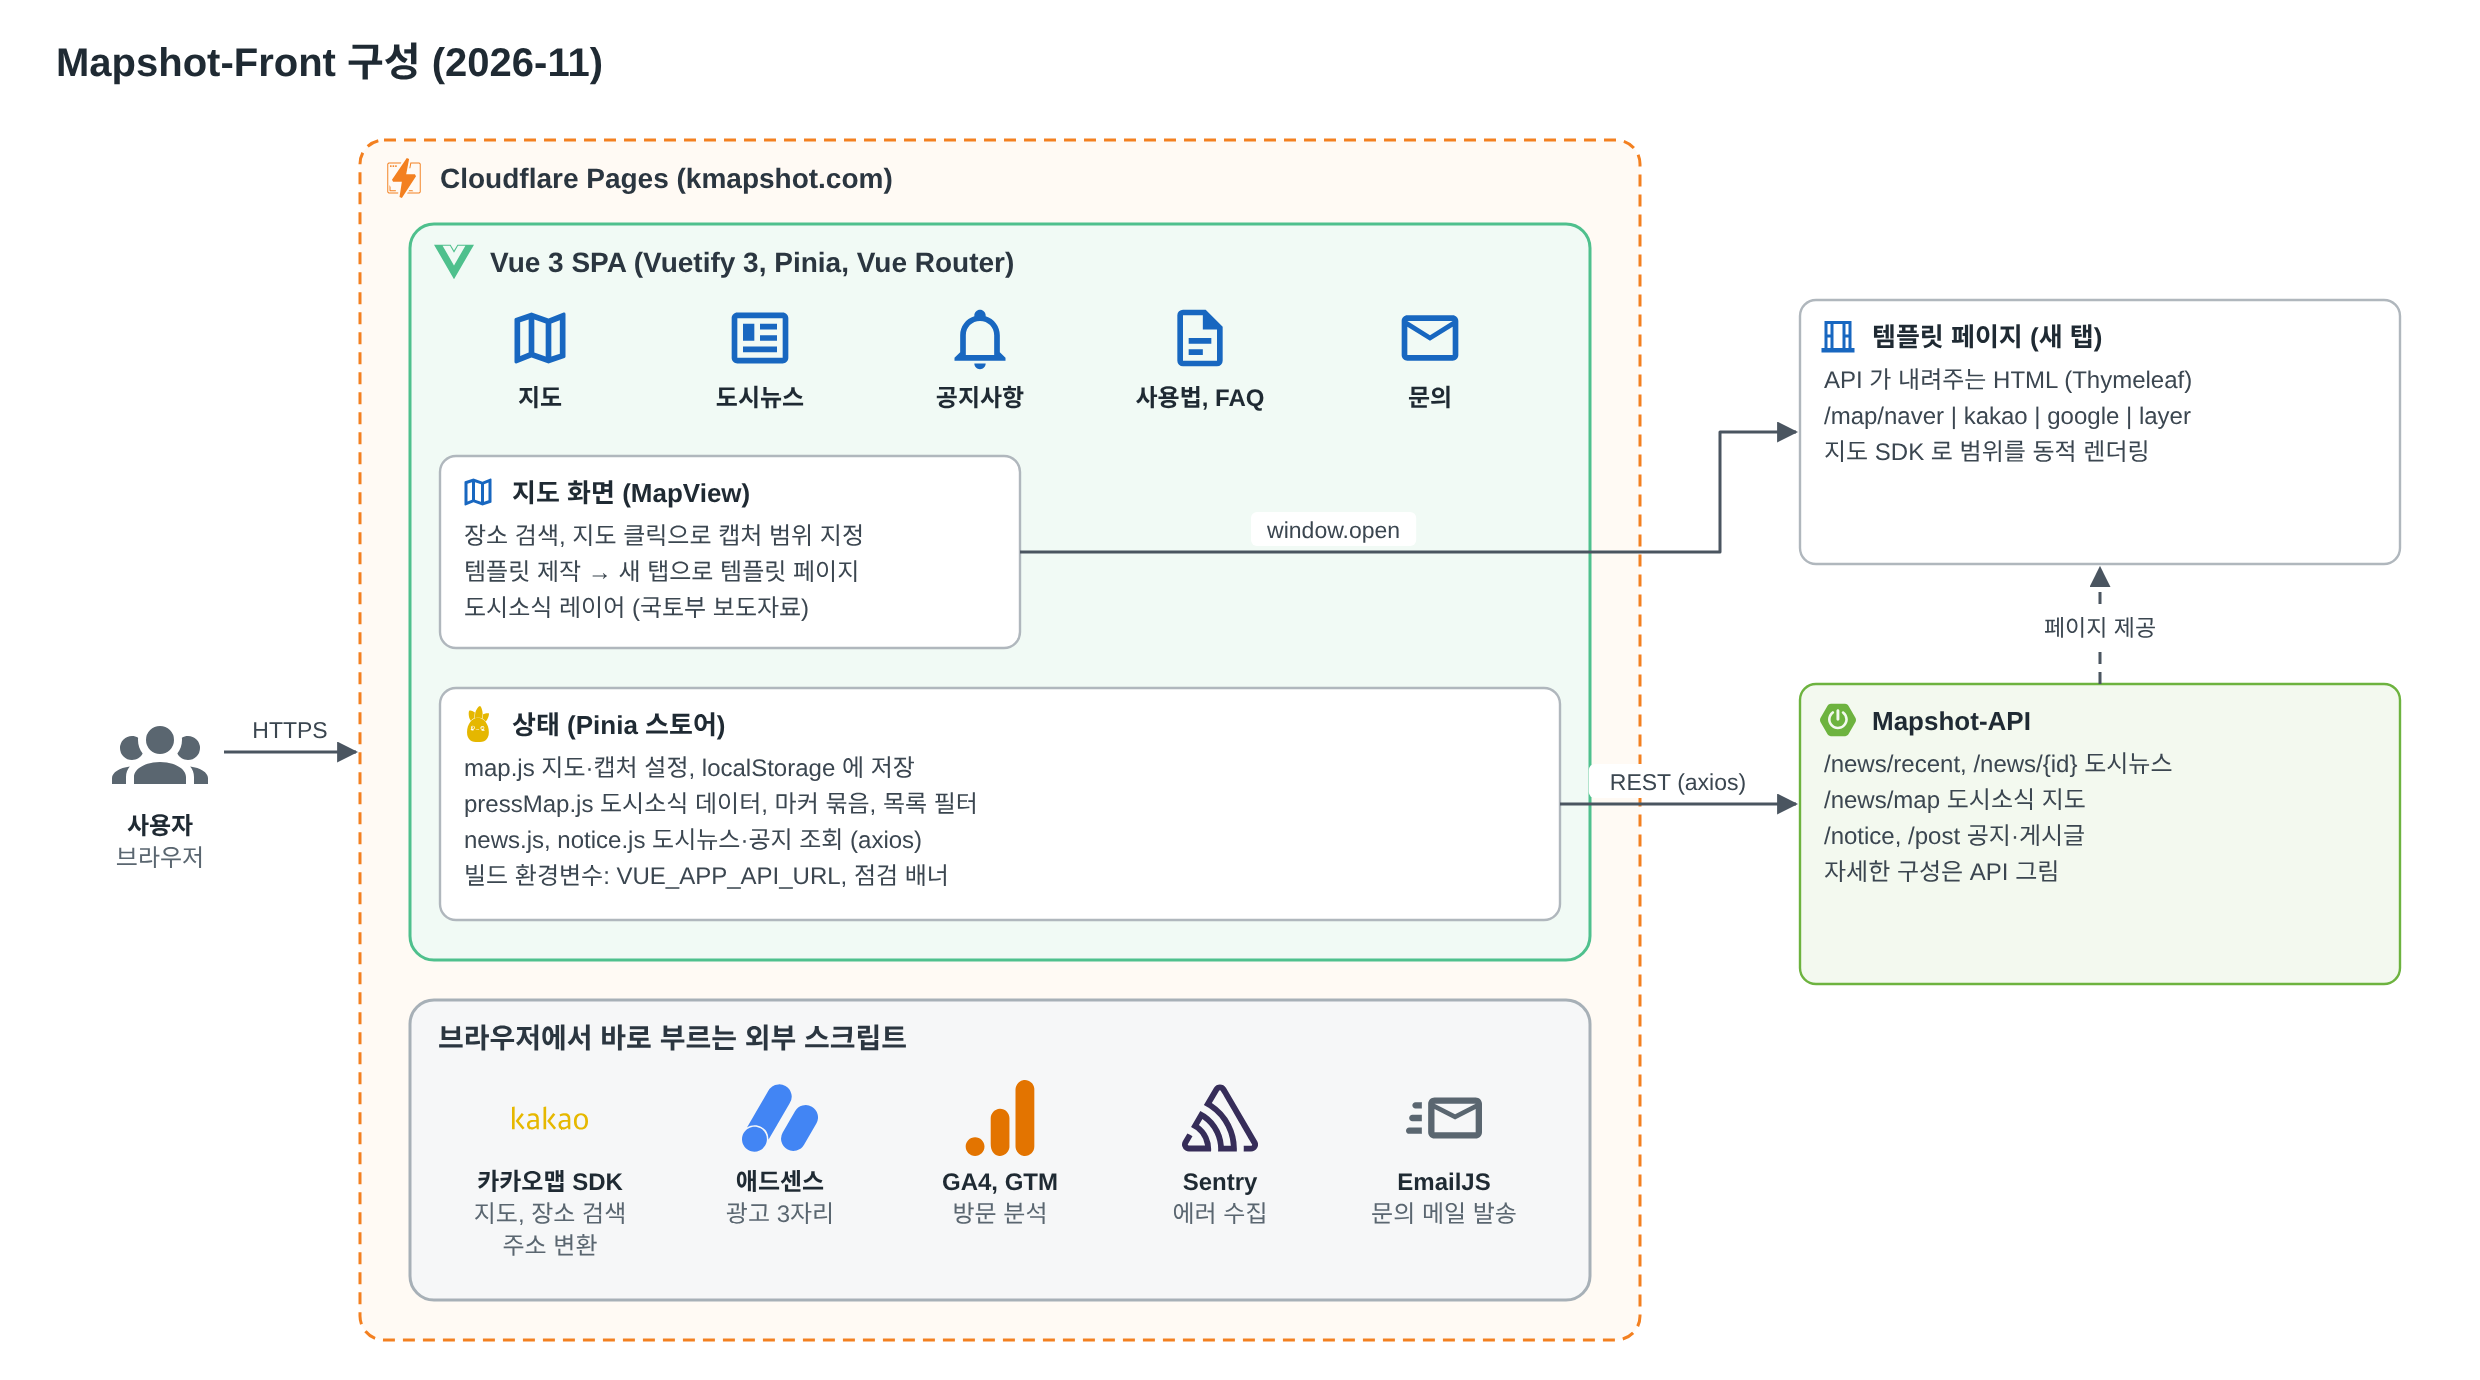 Mapshot-Front 구성 (2026-11)
Cloudflare Pages (kmapshot.com)
Vue 3 SPA (Vuetify 3, Pinia, Vue Router)
지도
도시뉴스
공지사항
사용법, FAQ
문의
지도 화면 (MapView)
장소 검색, 지도 클릭으로 캡처 범위 지정
템플릿 제작 → 새 탭으로 템플릿 페이지
도시소식 레이어 (국토부 보도자료)
window.open
템플릿 페이지 (새 탭)
API 가 내려주는 HTML (Thymeleaf)
/map/naver | kakao | google | layer
지도 SDK 로 범위를 동적 렌더링
페이지 제공
HTTPS
사용자
브라우저
상태 (Pinia 스토어)
map.js 지도·캡처 설정, localStorage 에 저장
pressMap.js 도시소식 데이터, 마커 묶음, 목록 필터
news.js, notice.js 도시뉴스·공지 조회 (axios)
빌드 환경변수: VUE_APP_API_URL, 점검 배너
REST (axios)
Mapshot-API
/news/recent, /news/{id} 도시뉴스
/news/map 도시소식 지도
/notice, /post 공지·게시글
자세한 구성은 API 그림
브라우저에서 바로 부르는 외부 스크립트
kakao
카카오맵 SDK
지도, 장소 검색
주소 변환
애드센스
광고 3자리
GA4, GTM
방문 분석
Sentry
에러 수집
EmailJS
문의 메일 발송